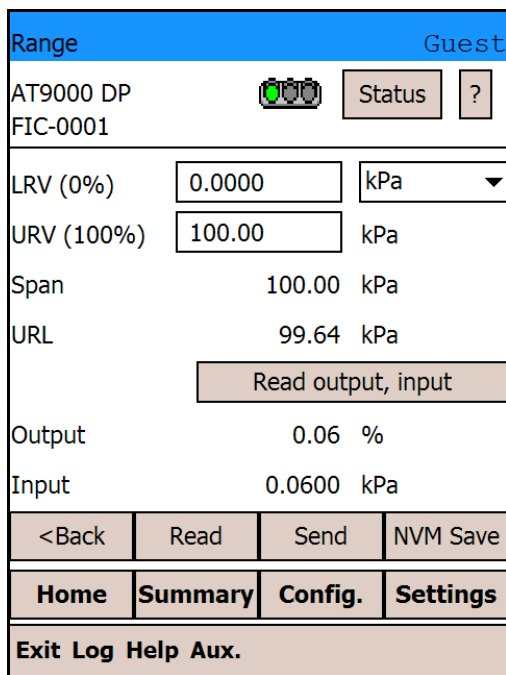 Range Guest
AT9000 DP Status ?
FIC-0001
LRV (0%) 0.0000 kPa
URV (100%) 100.00 kPa
Span 100.00 kPa
URL 99.64 kPa
Read output, input
Output 0.06 %
Input 0.0600 kPa
<Back Read Send NVM Save
Home Summary Config. Settings
Exit Log Help Aux.